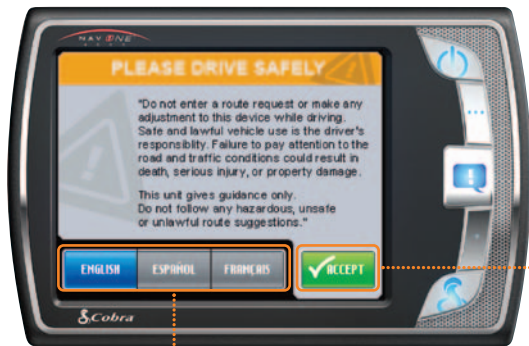 NAV ONE
PLEASE DRIVE SAFELY
"Do not enter a route request or make any
adjustment to this device while driving.
Safe and lawful vehicle use is the driver's
responsiblity. Failure to pay attention to the
road and traffic conditions could result in
death, serious injury, or property damage.
This unit gives guidance only.
Do not follow any hazardous, unsafe
or unlawful route suggestions."
ENGLISH ESPAÑOL FRANÇAIS ACCEPT
Cobra